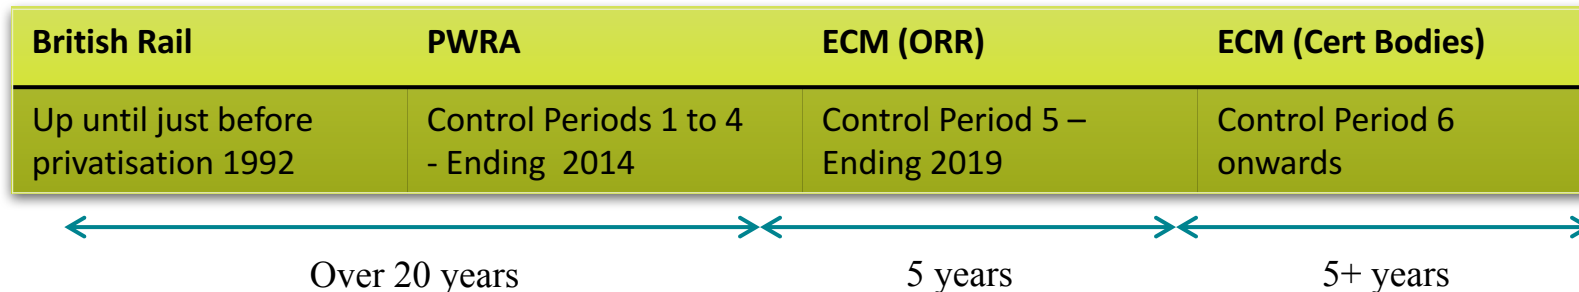 British Rail PWRA ECM (ORR) ECM (Cert Bodies)
Up until just before Control Periods 1 to 4 Control Period 5 – Control Period 6
privatisation 1992 - Ending 2014 Ending 2019 onwards
Over 20 years 5 years 5+ years